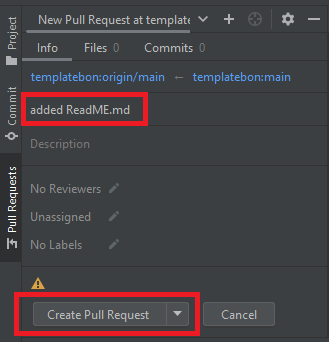 New Pull Request at template
Info Files 0 Commits 0
templatebon:origin/main ← templatebon:main
added ReadME.md
Description
No Reviewers
Unassigned
No Labels
Create Pull Request Cancel
Project
Commit
Pull Requests